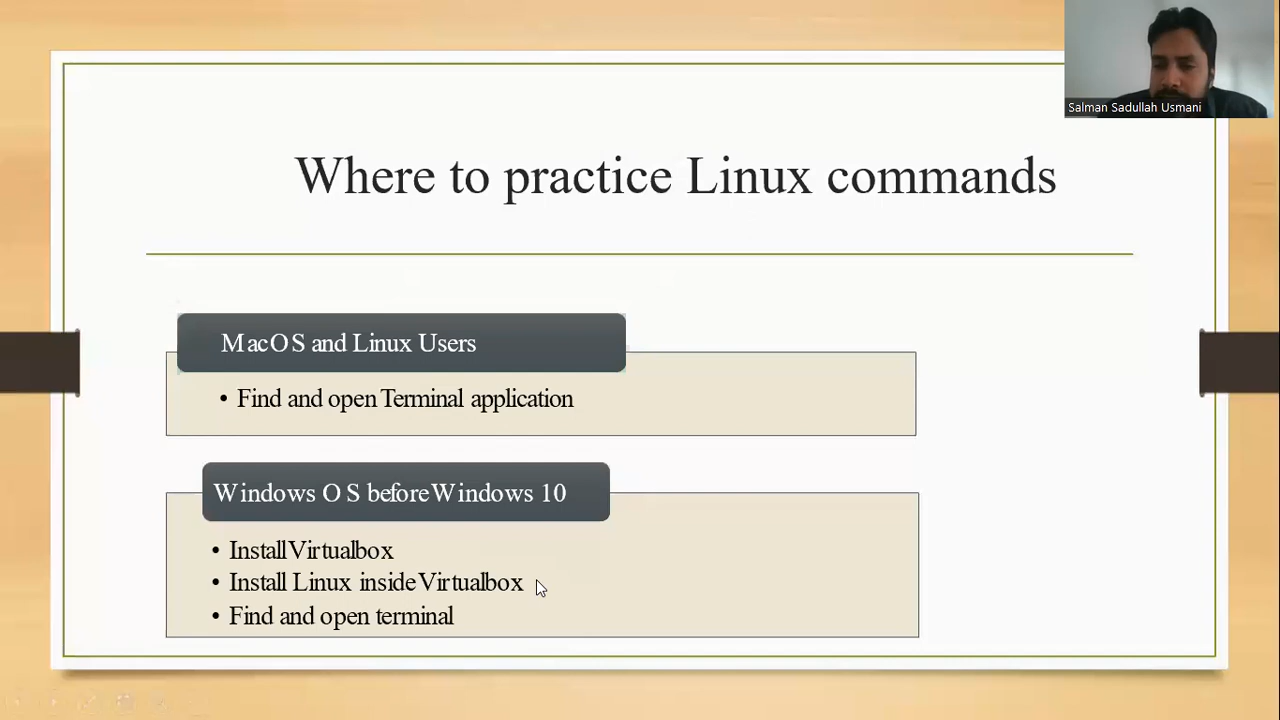 Salman Sadullah Usmani
Where to practice Linux commands
MacOS and Linux Users
• Find and open Terminal application
Windows OS before Windows 10
• Install Virtualbox
• Install Linux inside Virtualbox
• Find and open terminal